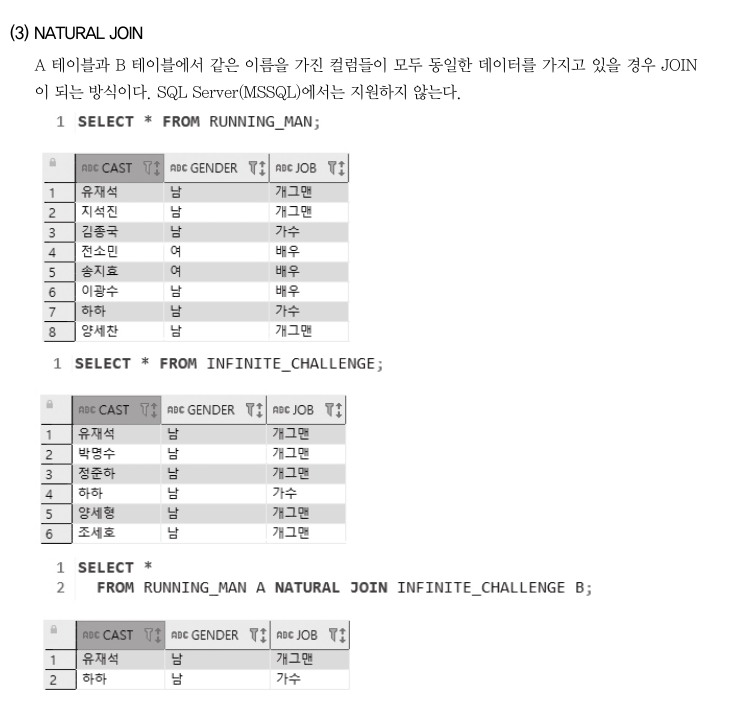 (3) NATURAL JOIN
A 테이블과 B 테이블에서 같은 이름을 가진 컬럼들이 모두 동일한 데이터를 가지고 있을 경우 JOIN
이 되는 방식이다. SQL Server(MSSQL)에서는 지원하지 않는다.
1 SELECT * FROM RUNNING_MAN;
ABC CAST ABC GENDER ABC JOB
1 유재석 남 개그맨
2 지석진 남 개그맨
3 김종국 남 가수
4 전소민 여 배우
5 송지효 여 배우
6 이광수 남 배우
7 하하 남 가수
8 양세찬 남 개그맨
1 SELECT * FROM INFINITE_CHALLENGE;
ABC CAST ABC GENDER ABC JOB
1 유재석 남 개그맨
2 박명수 남 개그맨
3 정준하 남 개그맨
4 하하 남 가수
5 양세형 남 개그맨
6 조세호 남 개그맨
1 SELECT *
2 FROM RUNNING_MAN A NATURAL JOIN INFINITE_CHALLENGE B;
ABC CAST ABC GENDER ABC JOB
1 유재석 남 개그맨
2 하하 남 가수